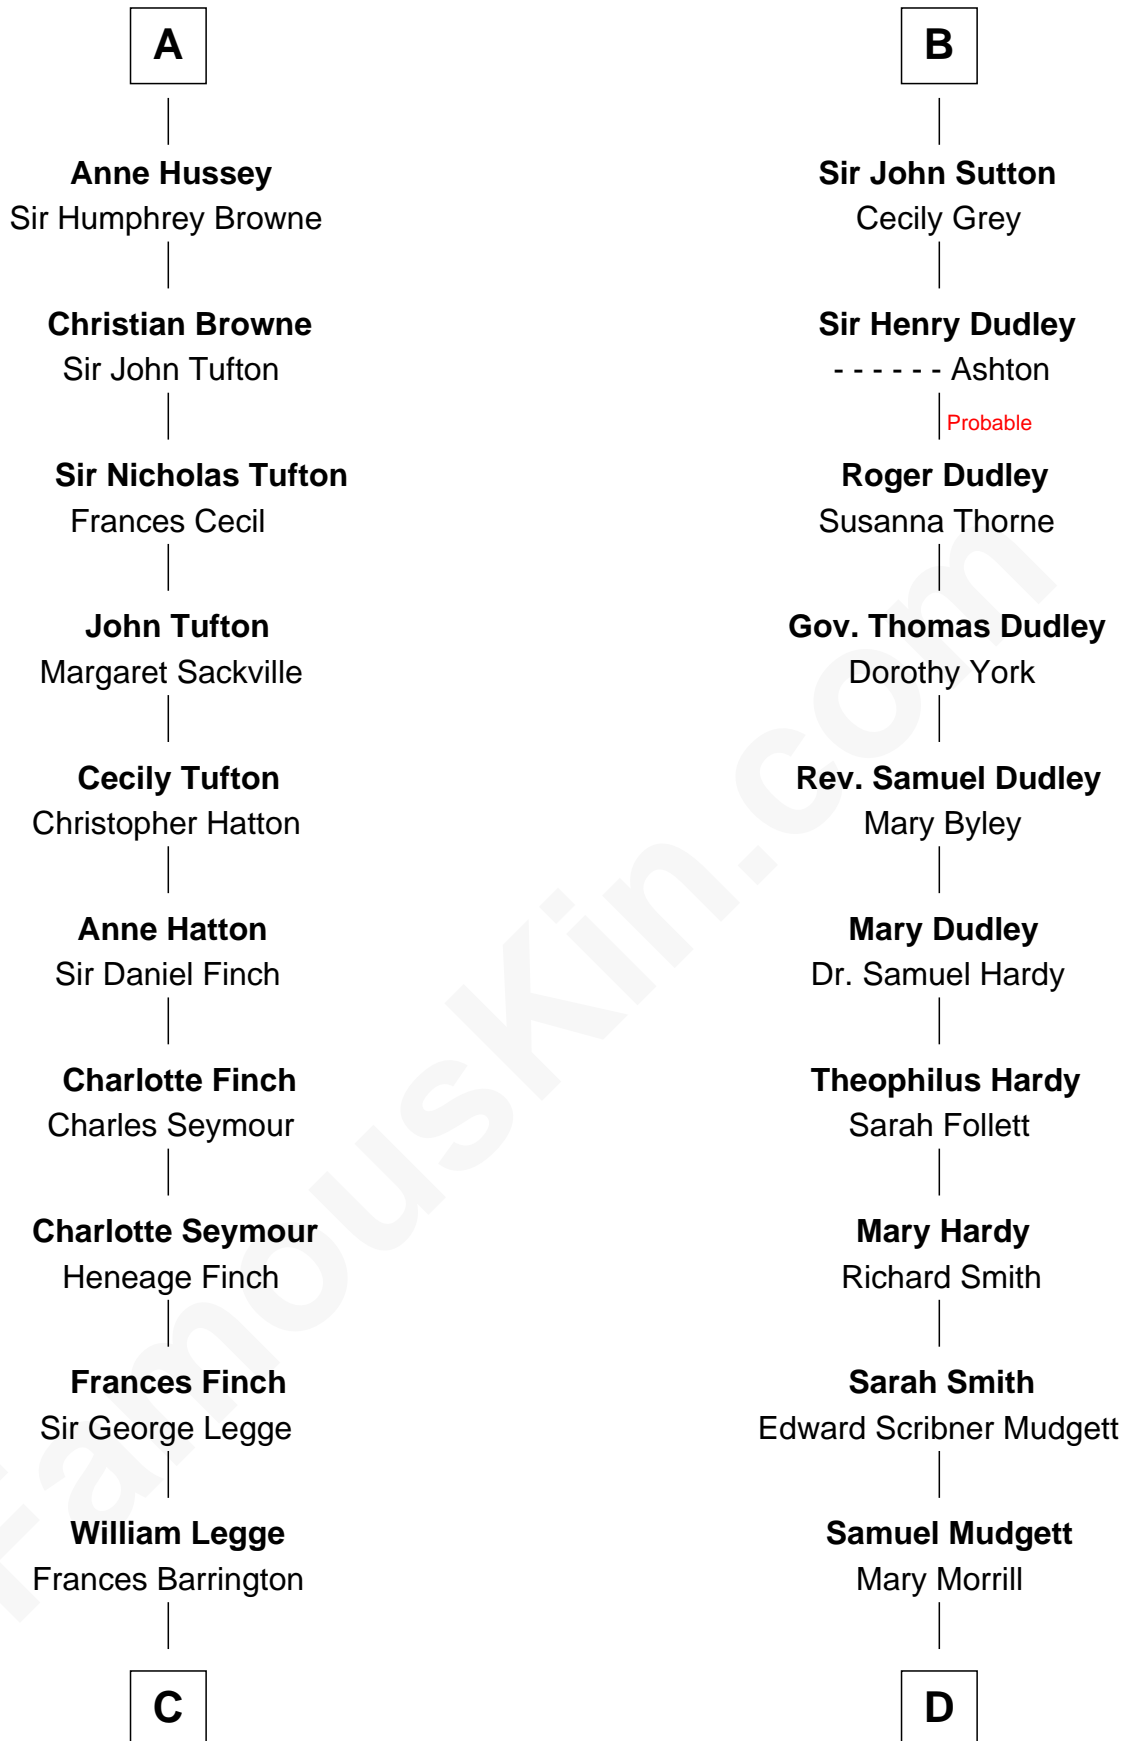 A
Anne Hussey
Sir Humphrey Browne
Christian Browne
Sir John Tufton
Sir Nicholas Tufton
Frances Cecil
John Tufton
Margaret Sackville
Cecily Tufton
Christopher Hatton
Anne Hatton
Sir Daniel Finch
Charlotte Finch
Charles Seymour
Charlotte Seymour
Heneage Finch
Frances Finch
Sir George Legge
William Legge
Frances Barrington
C
B
Sir John Sutton
Cecily Grey
Sir Henry Dudley
- - - - - - Ashton
Probable
Roger Dudley
Susanna Thorne
Gov. Thomas Dudley
Dorothy York
Rev. Samuel Dudley
Mary Byley
Mary Dudley
Dr. Samuel Hardy
Theophilus Hardy
Sarah Follett
Mary Hardy
Richard Smith
Sarah Smith
Edward Scribner Mudgett
Samuel Mudgett
Mary Morrill
D
FamousKin.com